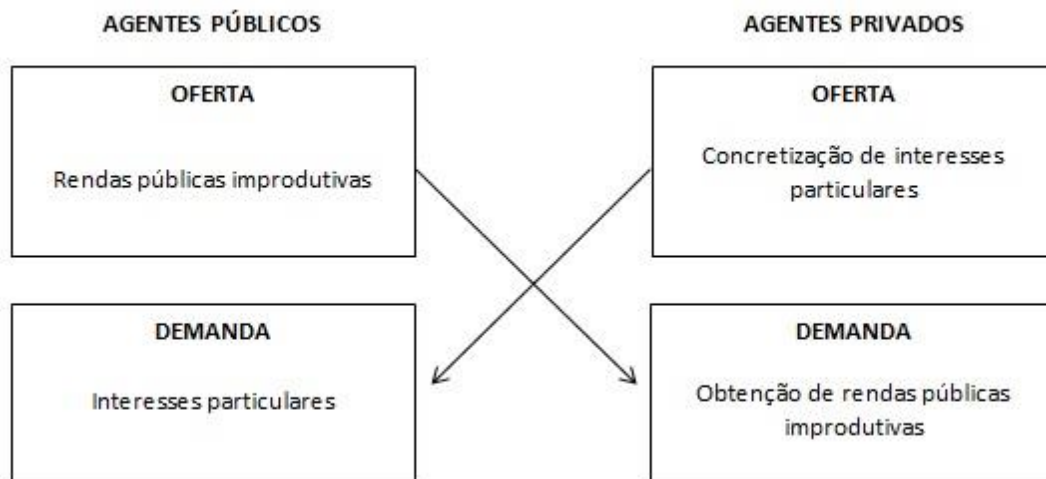 AGENTES PÚBLICOS
AGENTES PRIVADOS
OFERTA
Rendas públicas improdutivas
OFERTA
Concretização de interesses
particulares
DEMANDA
Interesses particulares
DEMANDA
Obtenção de rendas públicas
improdutivas